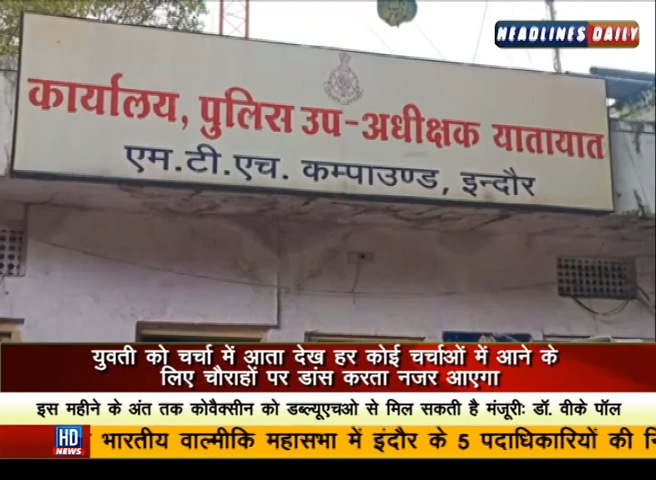 HEADLINES DAILY
कार्यालय, पुलिस उप-अधीक्षक यातायात
एम.टी.एच. कम्पाउण्ड, इन्दौर
युवती को चर्चा में आता देख हर कोई चर्चाओं में आने के
लिए चौराहों पर डांस करता नजर आएगा
इस महीने के अंत तक कोवैक्सीन को डब्ल्यूएचओ से मिल सकती है मंजूरीः डॉ. वीके पॉल
HD
NEWS
भारतीय वाल्मीकि महासभा में इंदौर के 5 पदाधिकारियों की